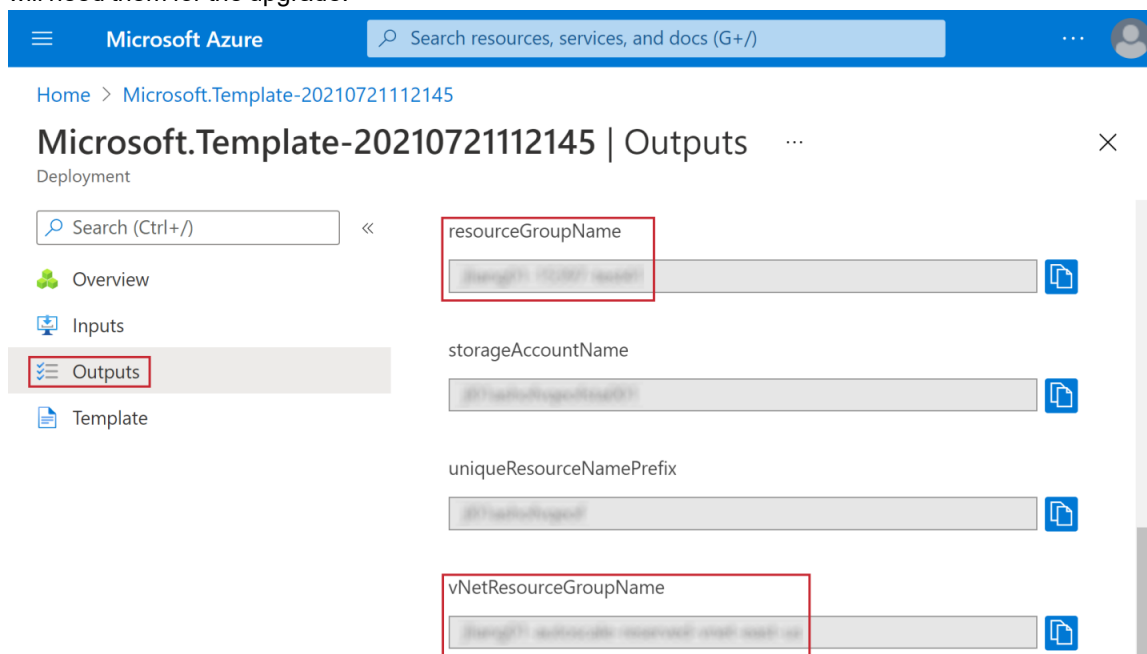 Microsoft Azure
Search resources, services, and docs (G+/)
Home > Microsoft.Template-20210721112145
Microsoft.Template-20210721112145 | Outputs ...
Deployment
Search (Ctrl+/)
«
Overview
Inputs
Outputs
Template
resourceGroupName
storageAccountName
uniqueResourceNamePrefix
vNetResourceGroupName